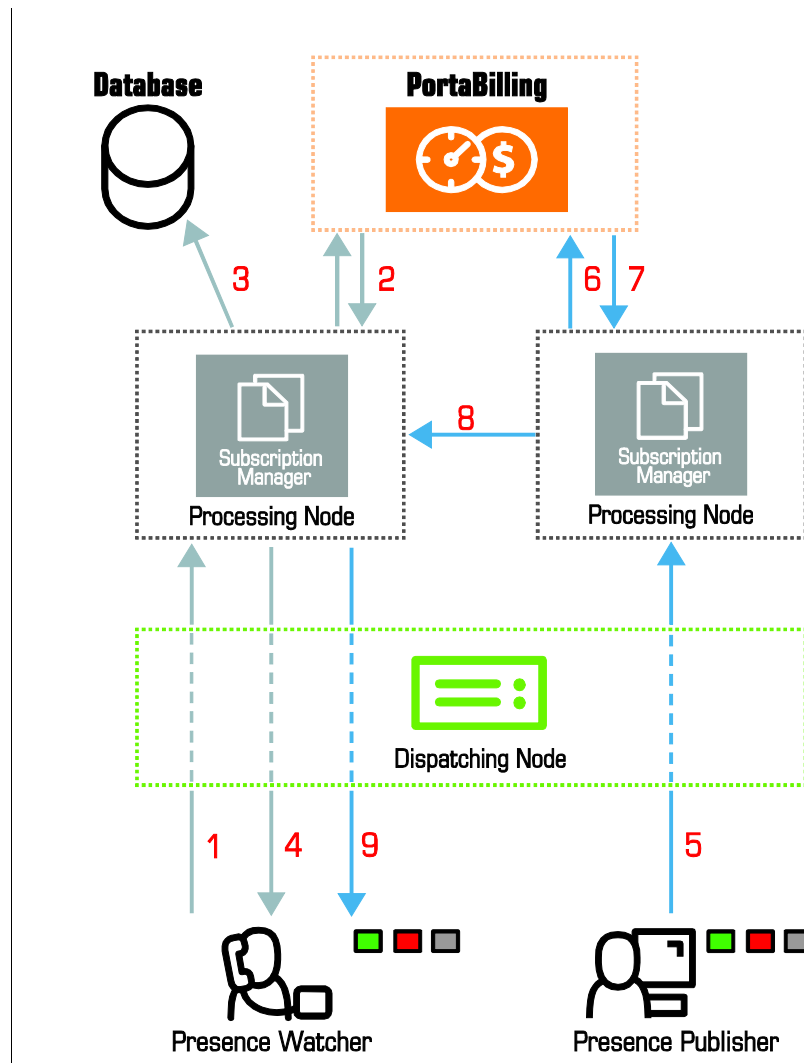 Database
PortaBilling
$
3
2
6
7
8
Subscription
Manager
Processing Node
Subscription
Manager
Processing Node
Dispatching Node
1
4
9
5
Presence Watcher
Presence Publisher